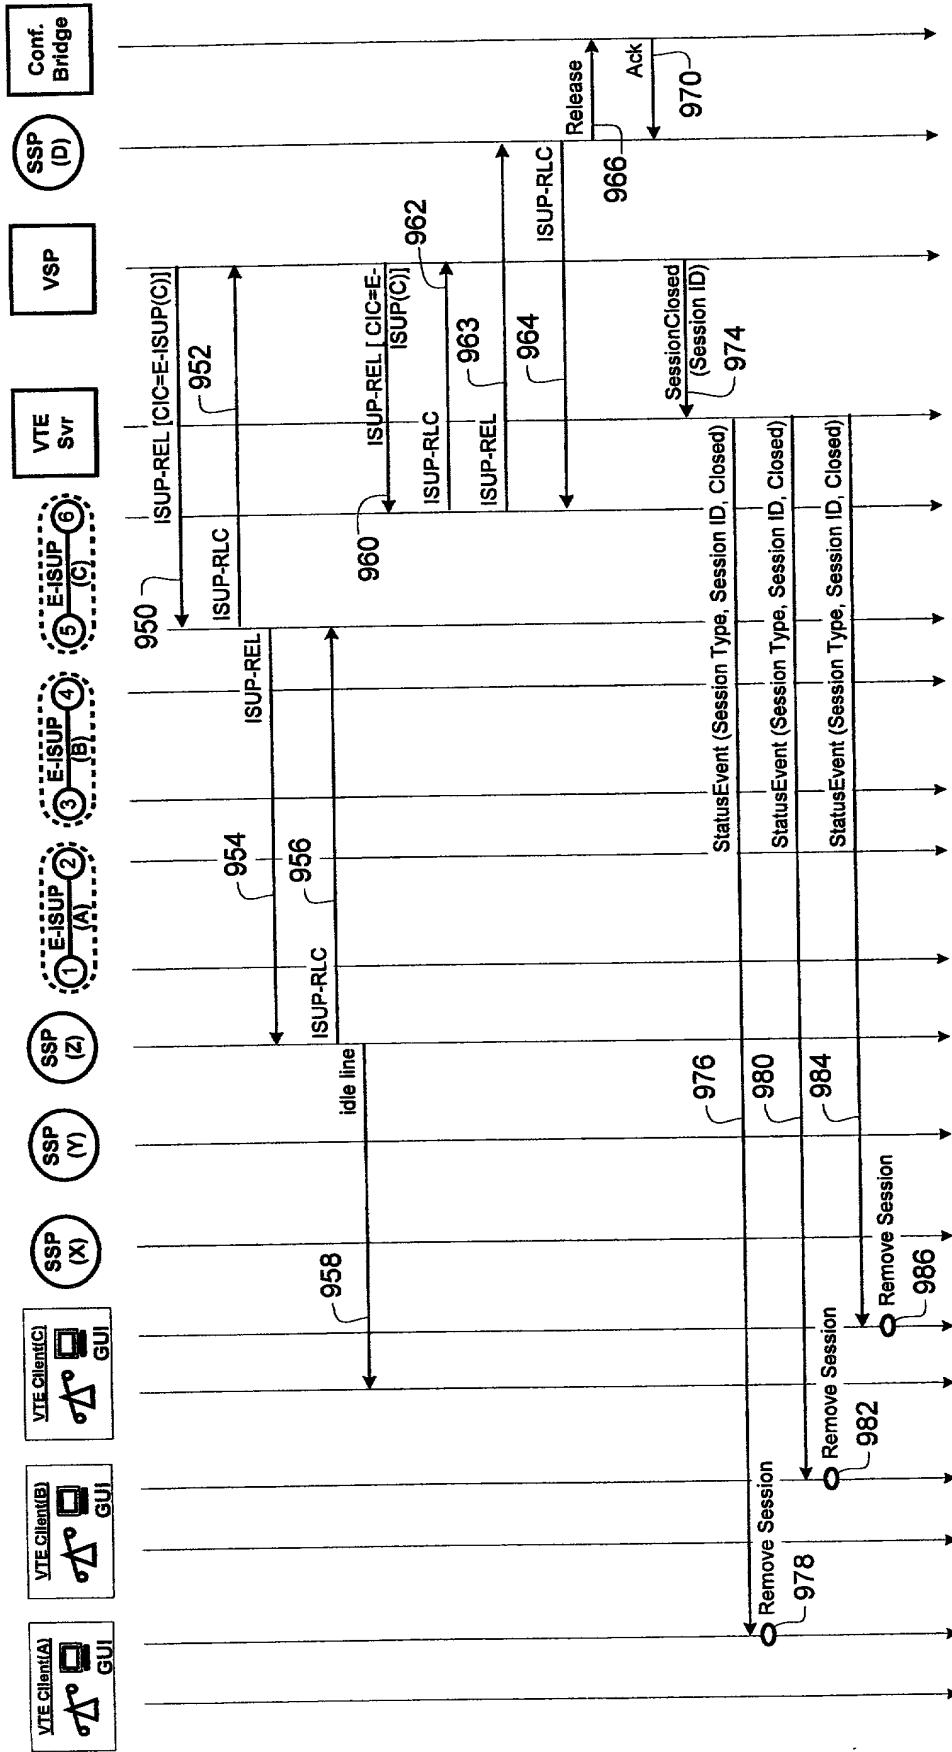 VTE Client(A)
GUI
VTE Client(B)
GUI
VTE Client(C)
GUI
SSP
(X)
SSP
(Y)
SSP
(Z)
1
E-ISUP
(A)
2
3
E-ISUP
(B)
4
5
E-ISUP
(C)
6
VTE
Svr
VSP
SSP
(D)
Conf.
Bridge
950
ISUP-REL [CIC=E-ISUP(C)]
ISUP-RLC
952
ISUP-REL
954
956
ISUP-RLC
idle line
958
960
ISUP-REL [ CIC=E-
ISUP(C)]
ISUP-RLC
962
ISUP-REL
963
964
ISUP-RLC
Release
966
Ack
970
SessionClosed
(Session ID)
974
StatusEvent (Session Type, Session ID, Closed)
976
Remove Session
978
StatusEvent (Session Type, Session ID, Closed)
980
Remove Session
982
StatusEvent (Session Type, Session ID, Closed)
984
Remove Session
986